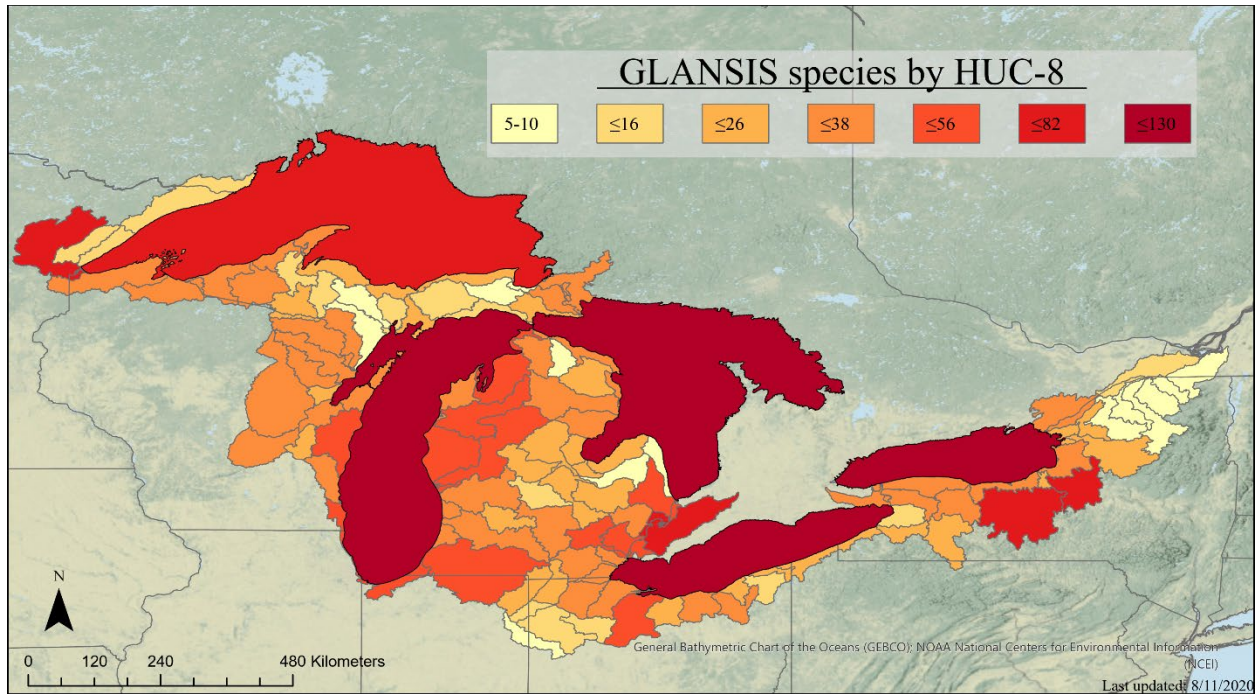 GLANSIS species by HUC-8
5-10 ≤16 ≤26 ≤38 ≤56 ≤82 ≤130
N
0 120 240 480 Kilometers
General Bathymetric Chart of the Oceans (GEBCO); NOAA National Centers for Environmental Information
(NCEI)
Last updated: 8/11/2020